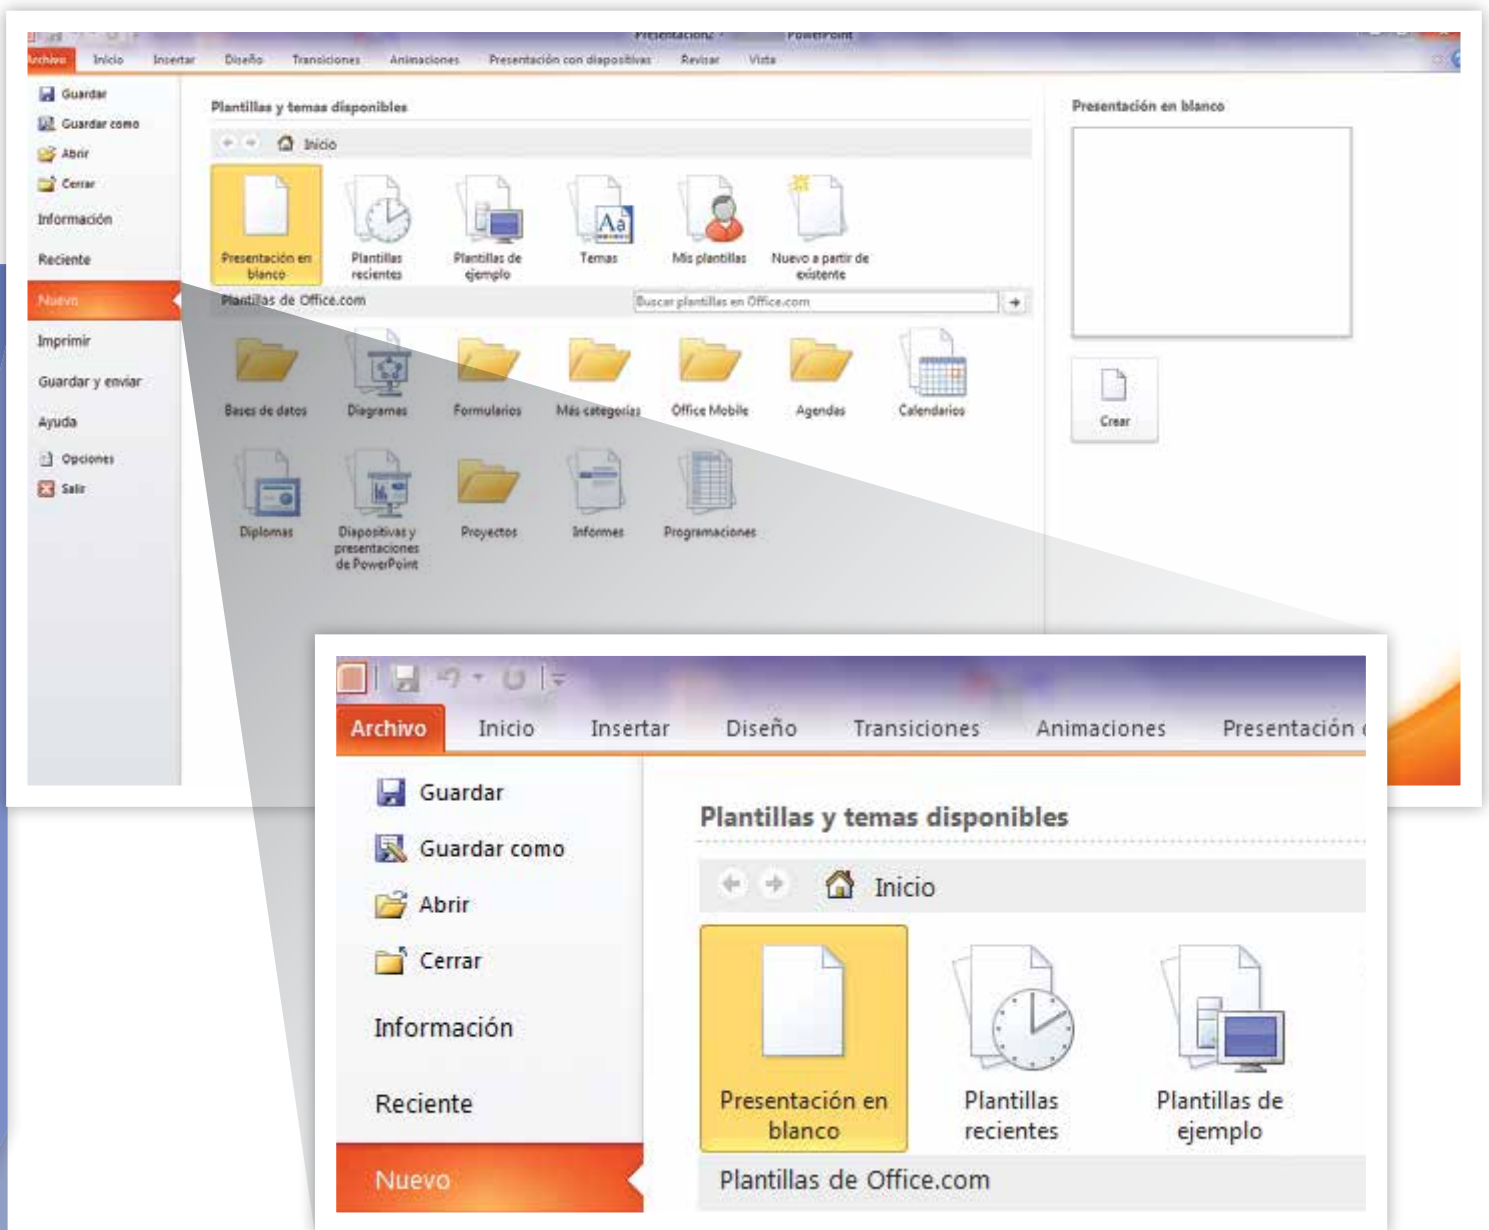 Presentación2 - PowerPoint
Archivo Inicio Insertar Diseño Transiciones Animaciones Presentación con diapositivas Revisar Vista
Guardar
Guardar como
Abrir
Cerrar
Información
Reciente
Nuevo
Imprimir
Guardar y enviar
Ayuda
Opciones
Salir
Plantillas y temas disponibles
Inicio
Presentación en
blanco
Plantillas
recientes
Plantillas de
ejemplo
Temas
Mis plantillas
Nuevo a partir de
existente
Plantillas de Office.com
Buscar plantillas en Office.com
Bases de datos
Diagramas
Formularios
Más categorías
Office Mobile
Agendas
Calendarios
Diplomas
Diapositivas y
presentaciones
de PowerPoint
Proyectos
Informes
Programaciones
Presentación en blanco
Crear
Archivo Inicio Insertar Diseño Transiciones Animaciones Presentación
Guardar
Guardar como
Abrir
Cerrar
Información
Reciente
Nuevo
Plantillas y temas disponibles
Inicio
Presentación en
blanco
Plantillas
recientes
Plantillas de
ejemplo
Plantillas de Office.com